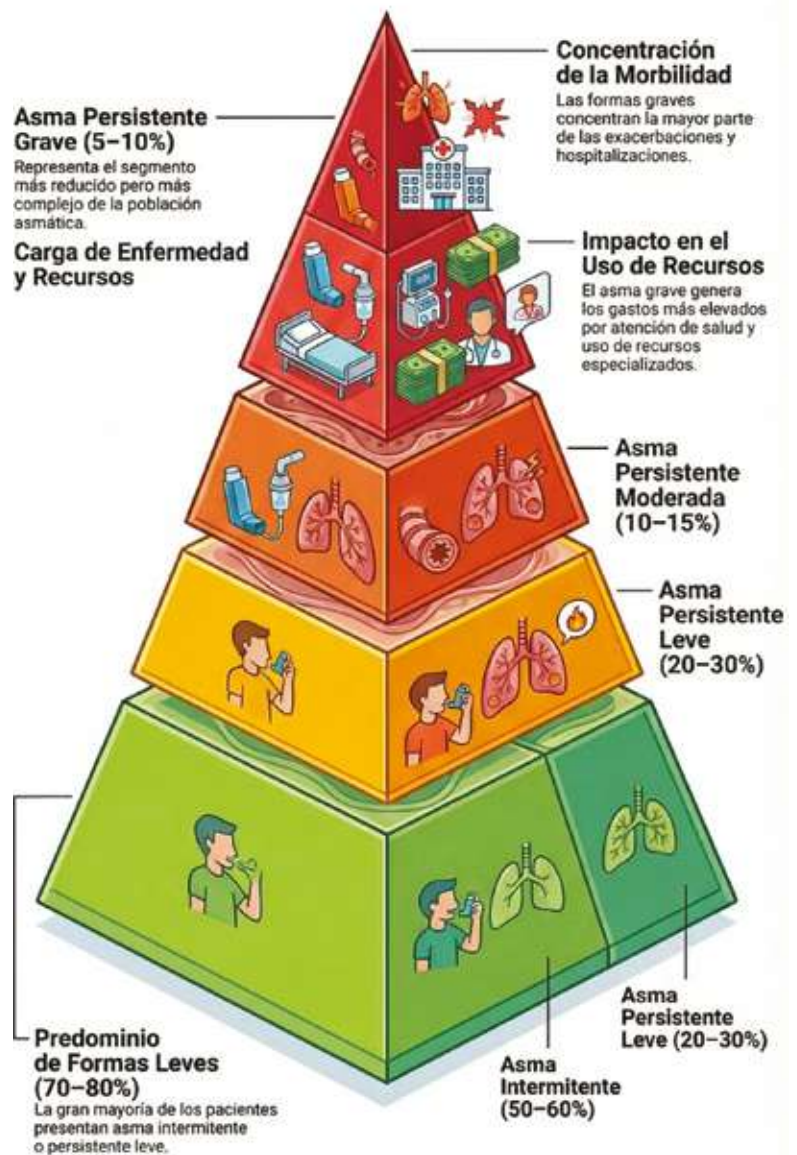 Concentración
de la Morbilidad
Las formas graves
concentran la mayor parte
de las exacerbaciones y
hospitalizaciones.
Asma Persistente
Grave (5–10%)
Representa el segmento
más reducido pero más
complejo de la población
asmática.
Carga de Enfermedad
y Recursos
Impacto en el
Uso de Recursos
El asma grave genera
los gastos más elevados
por atención de salud y
uso de recursos
especializados.
Asma
Persistente
Moderada
(10–15%)
Asma
Persistente
Leve
(20–30%)
Predominio
de Formas Leves
(70–80%)
La gran mayoría de los pacientes
presentan asma intermitente
o persistente leve.
Asma
Intermitente
(50–60%)
Asma
Persistente
Leve (20–30%)